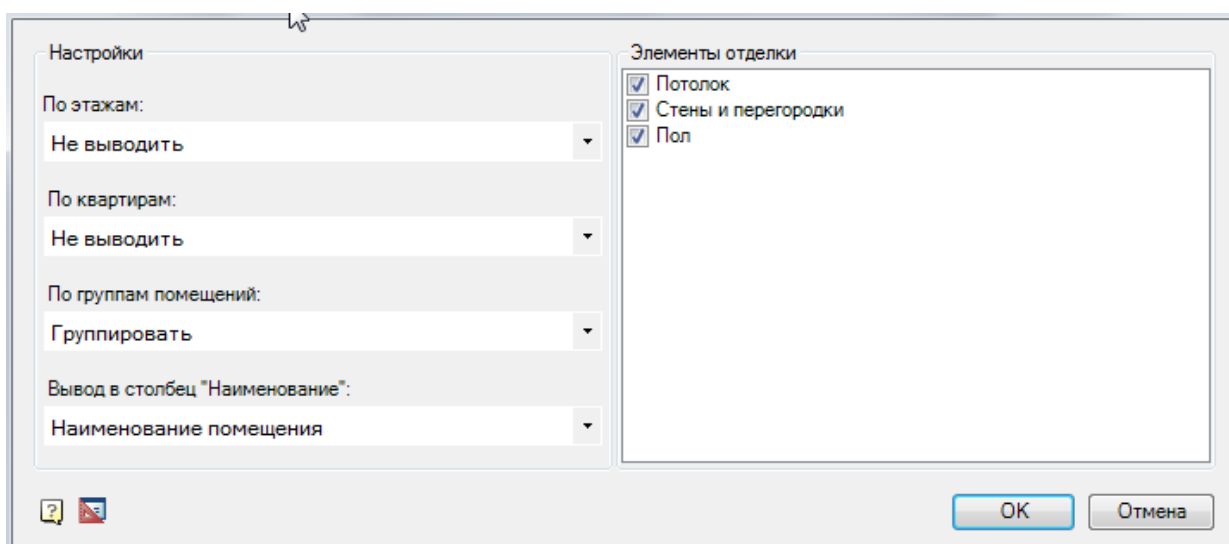 Настройки
По этажам:
Не выводить
По квартирам:
Не выводить
По группам помещений:
Группировать
Вывод в столбец "Наименование":
Наименование помещения
Элементы отделки
Потолок
Стены и перегородки
Пол
OK
Отмена